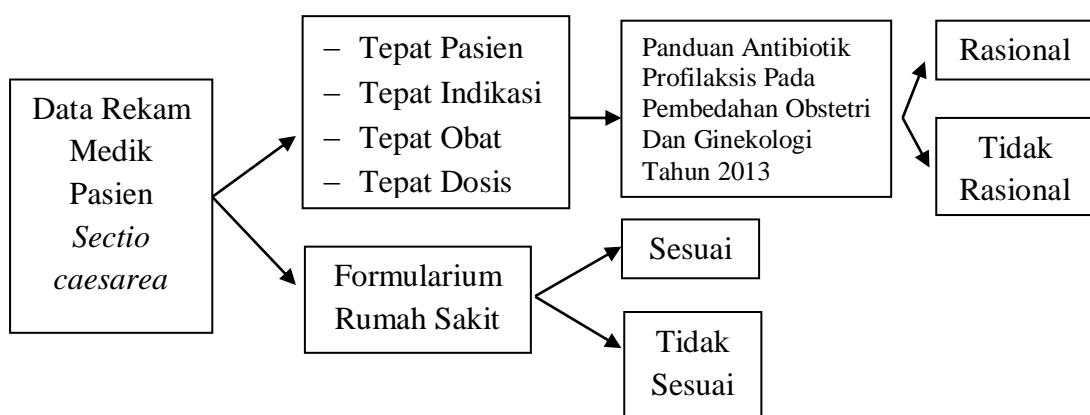 Data Rekam
Medik
Pasien
Sectio
caesarea
– Tepat Pasien
– Tepat Indikasi
– Tepat Obat
– Tepat Dosis
Panduan Antibiotik
Profilaksis Pada
Pembedahan Obstetri
Dan Ginekologi
Tahun 2013
Rasional
Tidak
Rasional
Formularium
Rumah Sakit
Sesuai
Tidak
Sesuai